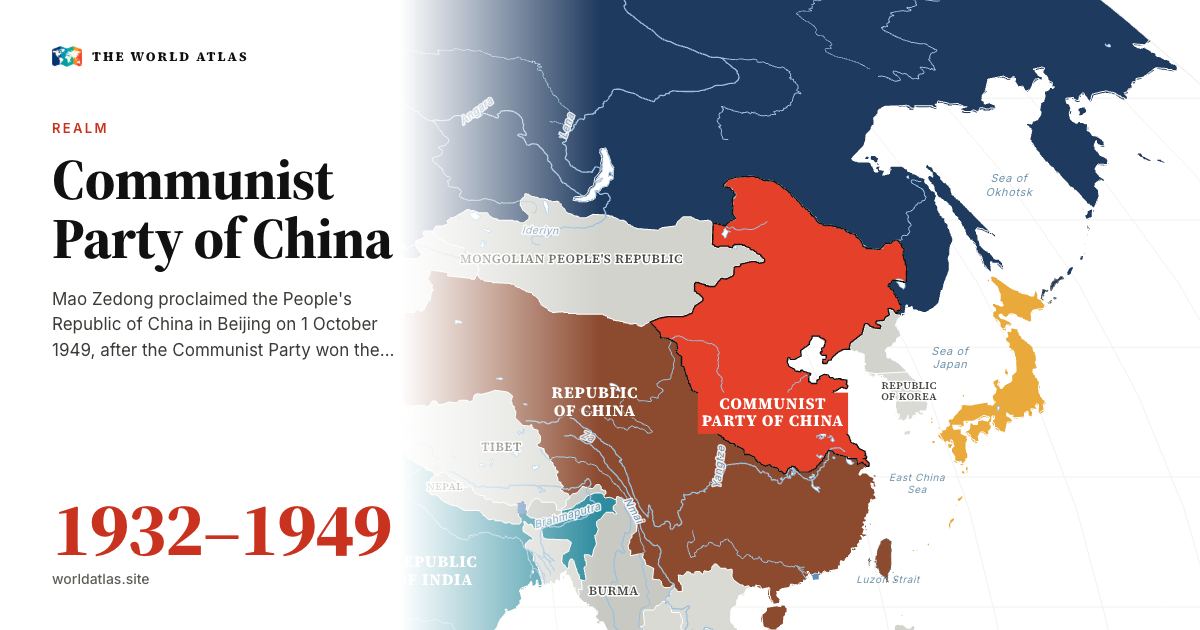 THE WORLD ATLAS
REALM
Communist
Party of China
Mao Zedong proclaimed the People's
Republic of China in Beijing on 1 October
1949, after the Communist Party won the...
1932–1949
worldatlas.site
Angara
Lena
Sea of
Okhotsk
Ideriyn
MONGOLIAN PEOPLE'S REPUBLIC
Sea of
Japan
REPUBLIC
OF KOREA
REPUBLIC
OF CHINA
COMMUNIST
PARTY OF CHINA
TIBET
Yangtze
East China
Sea
NEPAL
Brahmaputra
Nmai
EPUBLIC
F INDIA
Luzon Strait
BURMA